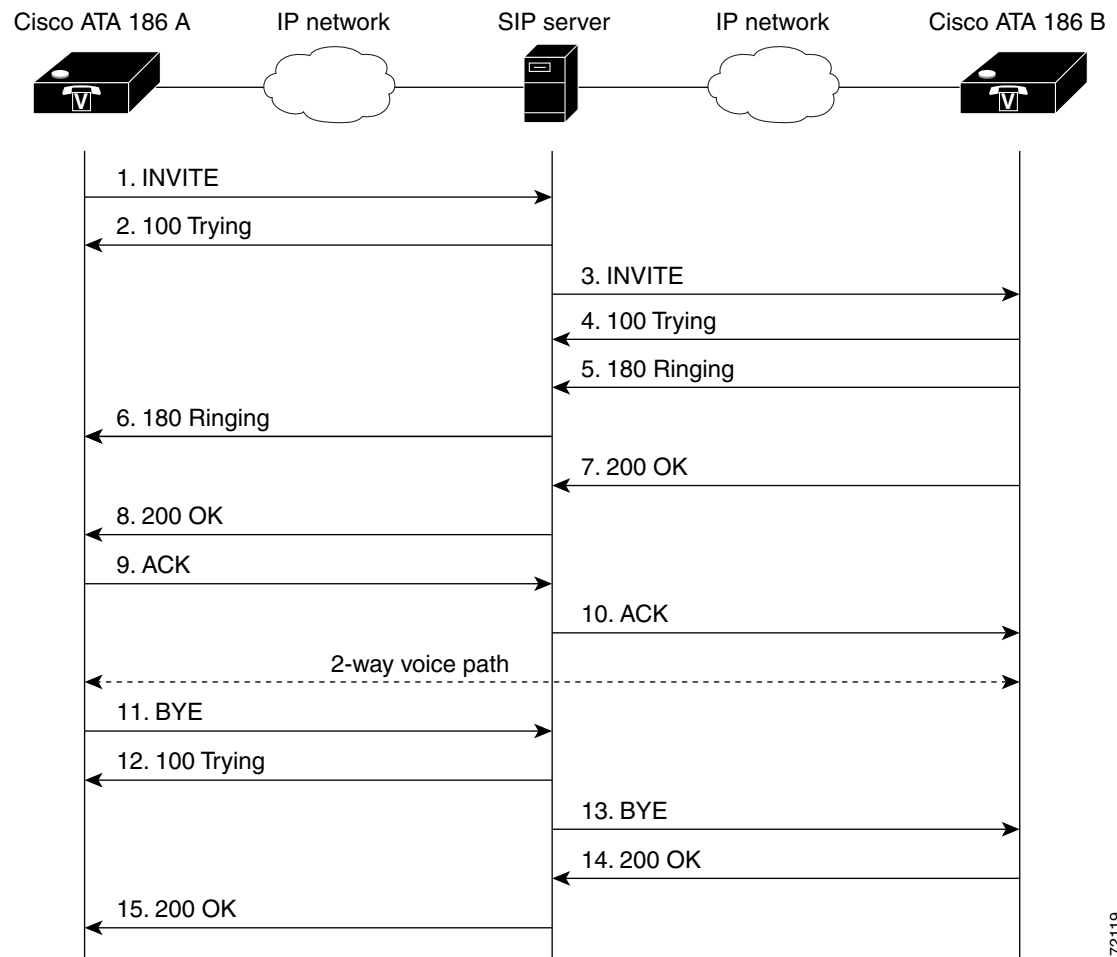 Cisco ATA 186 A
IP network
SIP server
IP network
Cisco ATA 186 B
V
V
1. INVITE
2. 100 Trying
3. INVITE
4. 100 Trying
5. 180 Ringing
6. 180 Ringing
7. 200 OK
8. 200 OK
9. ACK
10. ACK
2-way voice path
11. BYE
12. 100 Trying
13. BYE
14. 200 OK
15. 200 OK
72119